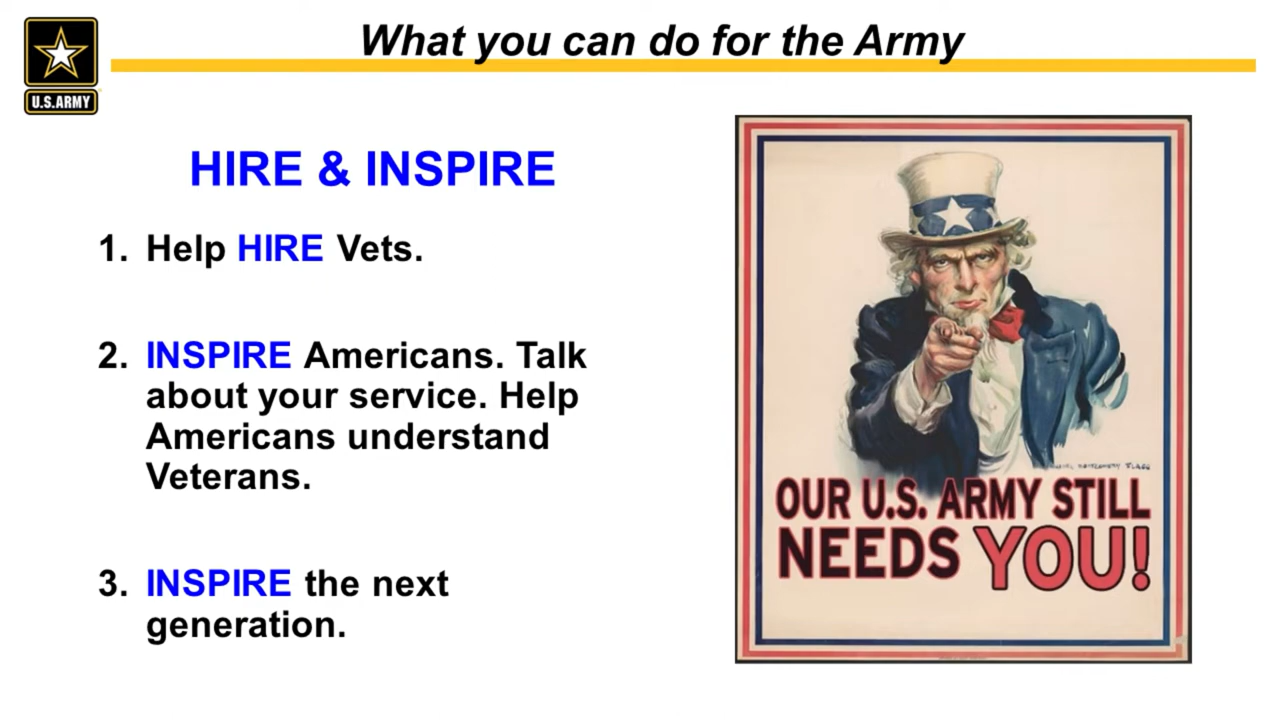 What you can do for the Army
U.S.ARMY
HIRE & INSPIRE
1. Help HIRE Vets.
2. INSPIRE Americans. Talk
about your service. Help
Americans understand
Veterans.
3. INSPIRE the next
generation.
OUR U.S. ARMY STILL
NEEDS YOU!